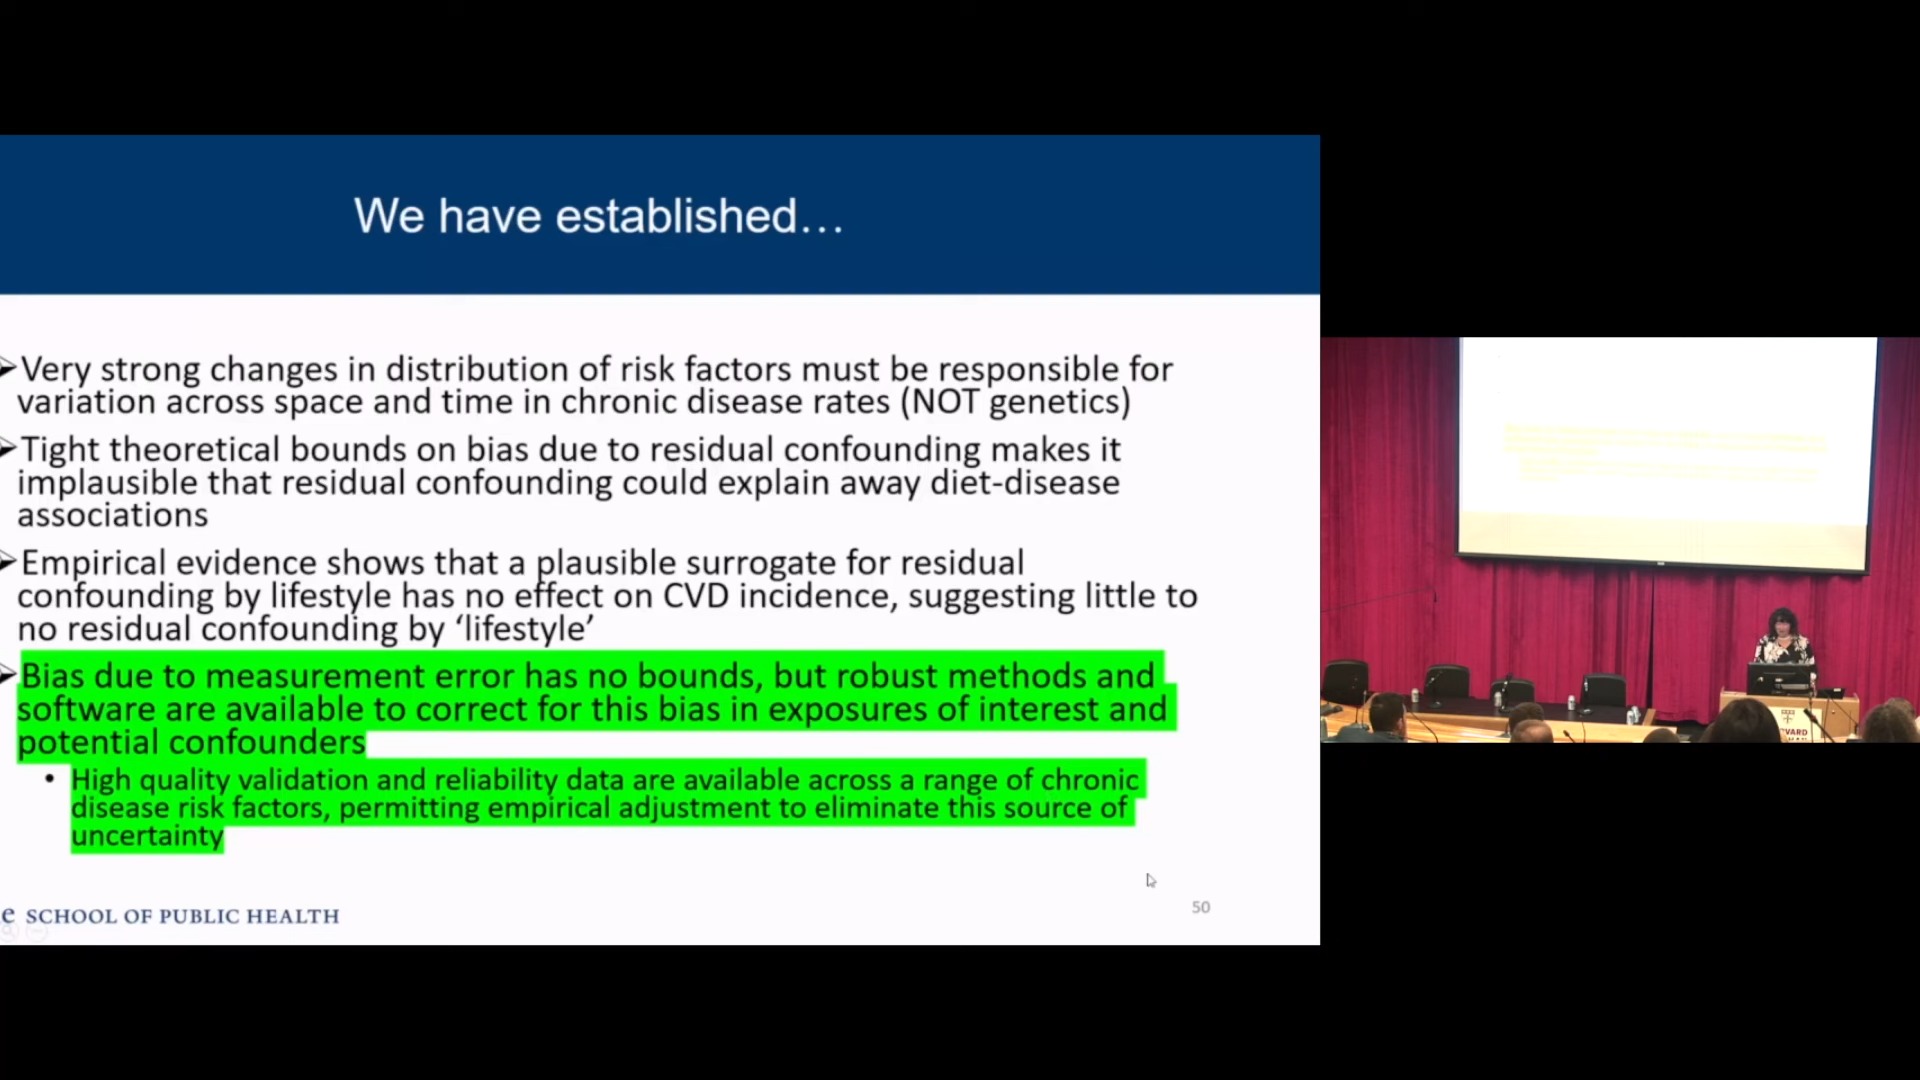 We have established…
Very strong changes in distribution of risk factors must be responsible for
variation across space and time in chronic disease rates (NOT genetics)
Tight theoretical bounds on bias due to residual confounding makes it
implausible that residual confounding could explain away diet-disease
associations
Empirical evidence shows that a plausible surrogate for residual
confounding by lifestyle has no effect on CVD incidence, suggesting little to
no residual confounding by ‘lifestyle’
Bias due to measurement error has no bounds, but robust methods and
software are available to correct for this bias in exposures of interest and
potential confounders
• High quality validation and reliability data are available across a range of chronic
disease risk factors, permitting empirical adjustment to eliminate this source of
uncertainty
e SCHOOL OF PUBLIC HEALTH
50